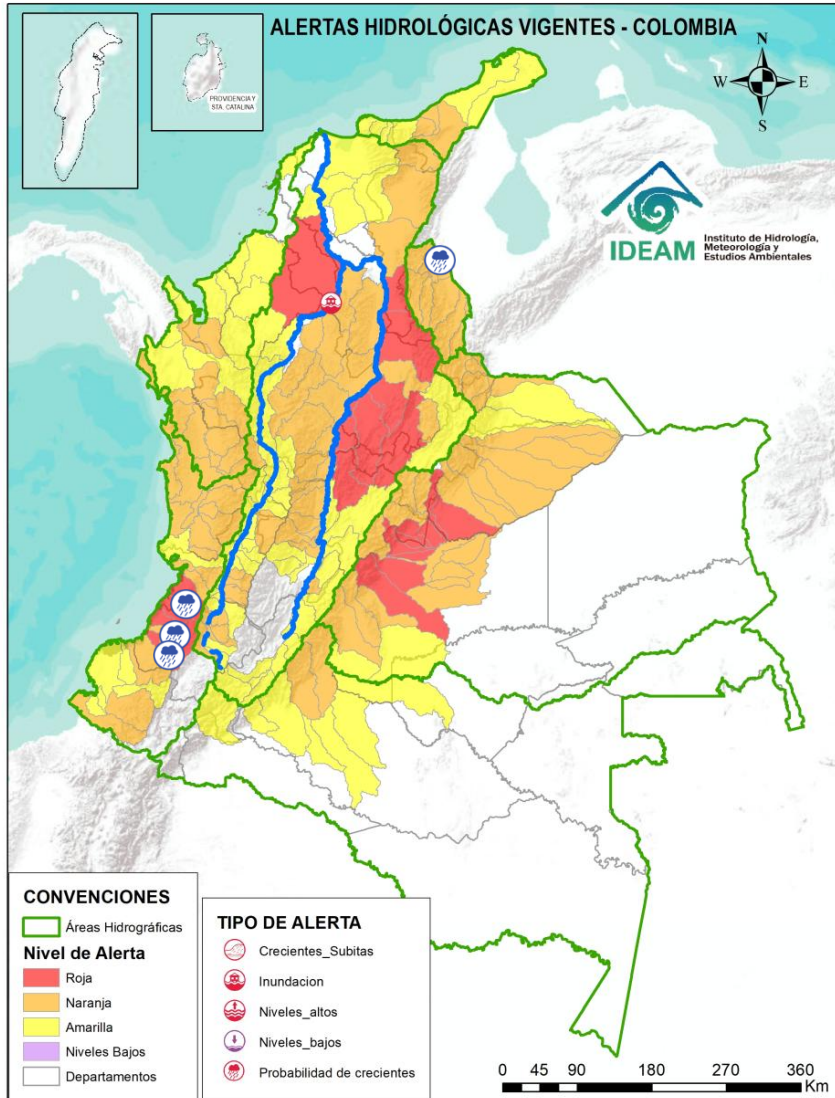 ALERTAS HIDROLÓGICAS VIGENTES - COLOMBIA
PROVIDENCIA Y
STA. CATALINA
N
W
E
S
IDEAM
Instituto de Hidrología,
Meteorología y
Estudios Ambientales
CONVENCIONES
Áreas Hidrográficas
Nivel de Alerta
Roja
Naranja
Amarilla
Niveles Bajos
Departamentos
TIPO DE ALERTA
Crecientes_Subitas
Inundacion
Niveles_altos
Niveles_bajos
Probabilidad de crecientes
0 45 90 180 270 360
Km